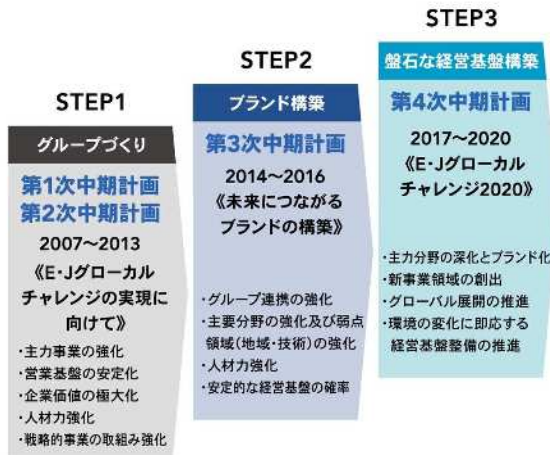 STEP1
グループづくり
第1次中期計画
第2次中期計画
2007〜2013
《E・Jグローカル
チャレンジの実現に
向けて》
・主力事業の強化
・営業基盤の安定化
・企業価値の極大化
・人材力強化
・戦略的事業の取組み強化
STEP2
ブランド構築
第3次中期計画
2014〜2016
《未来につながる
ブランドの構築》
・グループ連携の強化
・主要分野の強化及び弱点
領域(地域・技術)の強化
・人材力強化
・安定的な経営基盤の確率
STEP3
盤石な経営基盤構築
第4次中期計画
2017〜2020
《E・Jグローカル
チャレンジ2020》
・主力分野の深化とブランド化
・新事業領域の創出
・グローバル展開の推進
・環境の変化に即応する
経営基盤整備の推進